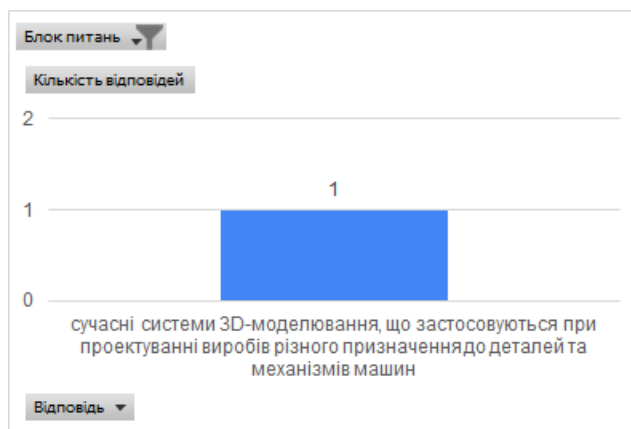 Блок питань
Кількість відповідей
2
1
1
0
сучасні системи 3D-моделювання, що застосовуються при
проектуванні виробів різного призначеннядо деталей та
механізмів машин
Відповідь